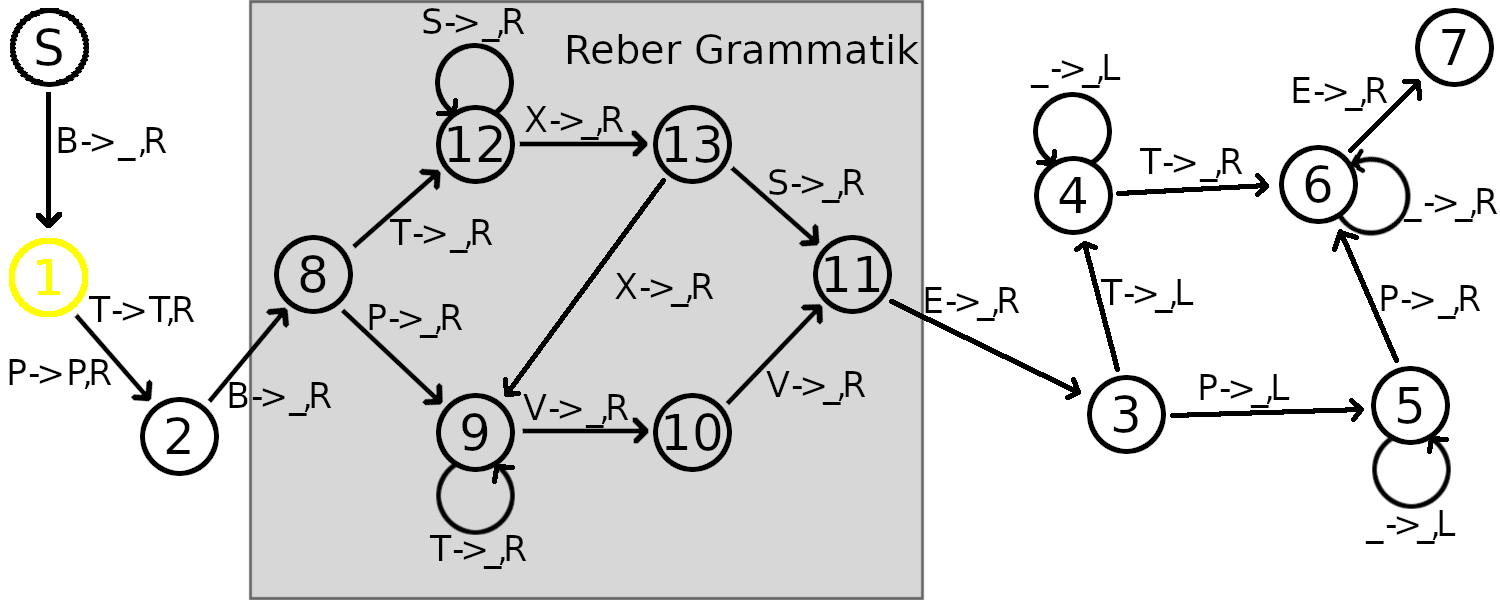 S
B->_,R
1
T->T,R
P->P,R
2
B->_,R
Reber Grammatik
S->_,R
12
X->_,R
13
S->_,R
8
T->_,R
P->_,R
X->_,R
11
9
V->_,R
10
V->_,R
T->_,R
E->_,R
3
T->_,L
P->_,L
_->_,L
4
T->_,R
5
_->_,L
P->_,R
6
_->_,R
E->_,R
7